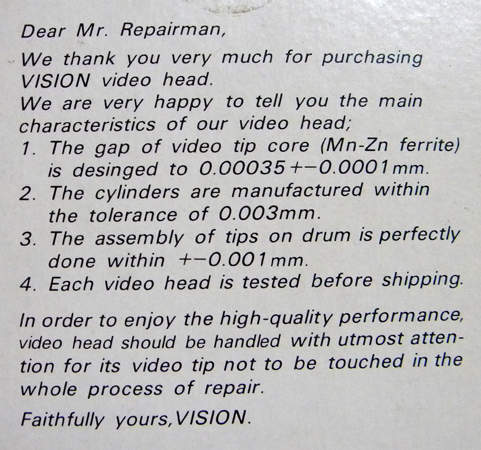 Dear Mr. Repairman,
We thank you very much for purchasing
VISION video head.
We are very happy to tell you the main
characteristics of our video head;
1. The gap of video tip core (Mn-Zn ferrite)
is desinged to 0.00035+−0.0001mm.
2. The cylinders are manufactured within
the tolerance of 0.003mm.
3. The assembly of tips on drum is perfectly
done within +−0.001mm.
4. Each video head is tested before shipping.
In order to enjoy the high-quality performance,
video head should be handled with utmost atten-
tion for its video tip not to be touched in the
whole process of repair.
Faithfully yours,VISION.